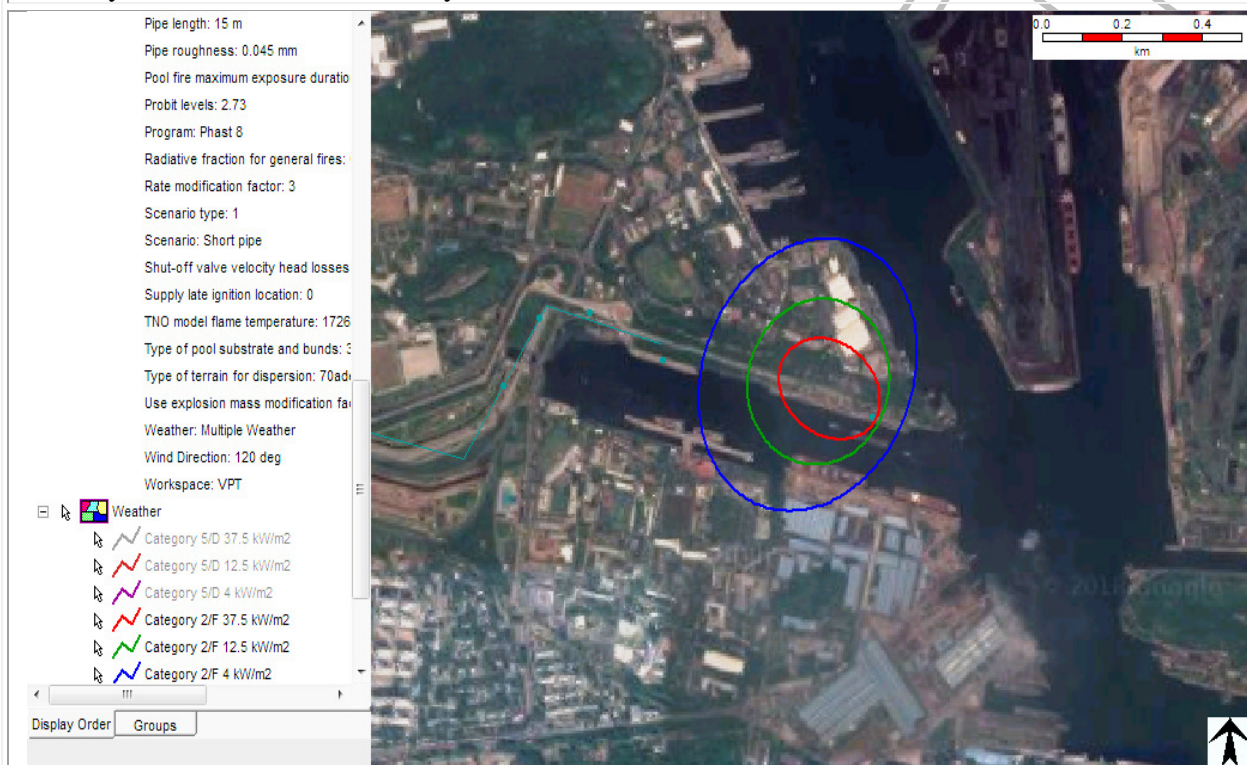 Pipe length: 15 m
Pipe roughness: 0.045 mm
Pool fire maximum exposure duratio
Probit levels: 2.73
Program: Phast 8
Radiative fraction for general fires:
Rate modification factor: 3
Scenario type: 1
Scenario: Short pipe
Shut-off valve velocity head losses
Supply late ignition location: 0
TNO model flame temperature: 1726
Type of pool substrate and bunds: 3
Type of terrain for dispersion: 70ad
Use explosion mass modification fa
Weather: Multiple Weather
Wind Direction: 120 deg
Workspace: VPT
Weather
Category 5/D 37.5 kW/m2
Category 5/D 12.5 kW/m2
Category 5/D 4 kW/m2
Category 2/F 37.5 kW/m2
Category 2/F 12.5 kW/m2
Category 2/F 4 kW/m2
Display Order Groups
0.0 0.2 0.4
km